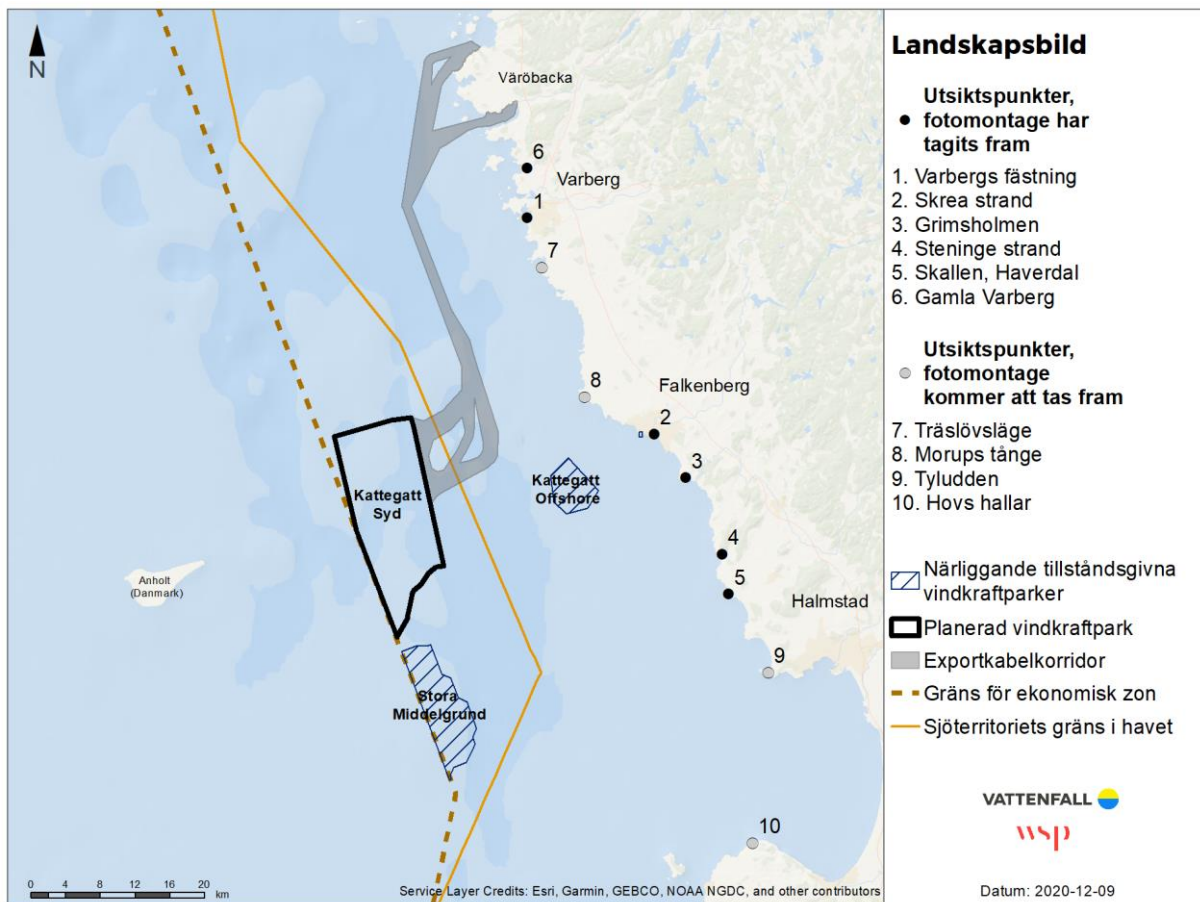 N
Väröbacka
6
Varberg
1
7
8
Falkenberg
2
3
Kattegatt
Offshore
Kattegatt
Syd
4
5
Anholt
(Danmark)
Halmstad
9
Stora
Middelgrund
10
0 4 8 12 16 20
km
Service Layer Credits: Esri, Garmin, GEBCO, NOAA NGDC, and other contributors
Landskapsbild
Utsiktspunkter,
fotomontage har
tagits fram
1. Varbergs fästning
2. Skrea strand
3. Grimsholmen
4. Steninge strand
5. Skallen, Haverdal
6. Gamla Varberg
Utsiktspunkter,
fotomontage
kommer att tas fram
7. Träslövsläge
8. Morups tånge
9. Tyludden
10. Hovs hallar
Närliggande tillståndsgivna
vindkraftparker
Planerad vindkraftpark
Exportkabelkorridor
Gräns för ekonomisk zon
Sjöterritoriets gräns i havet
VATTENFALL
wsp
Datum: 2020-12-09